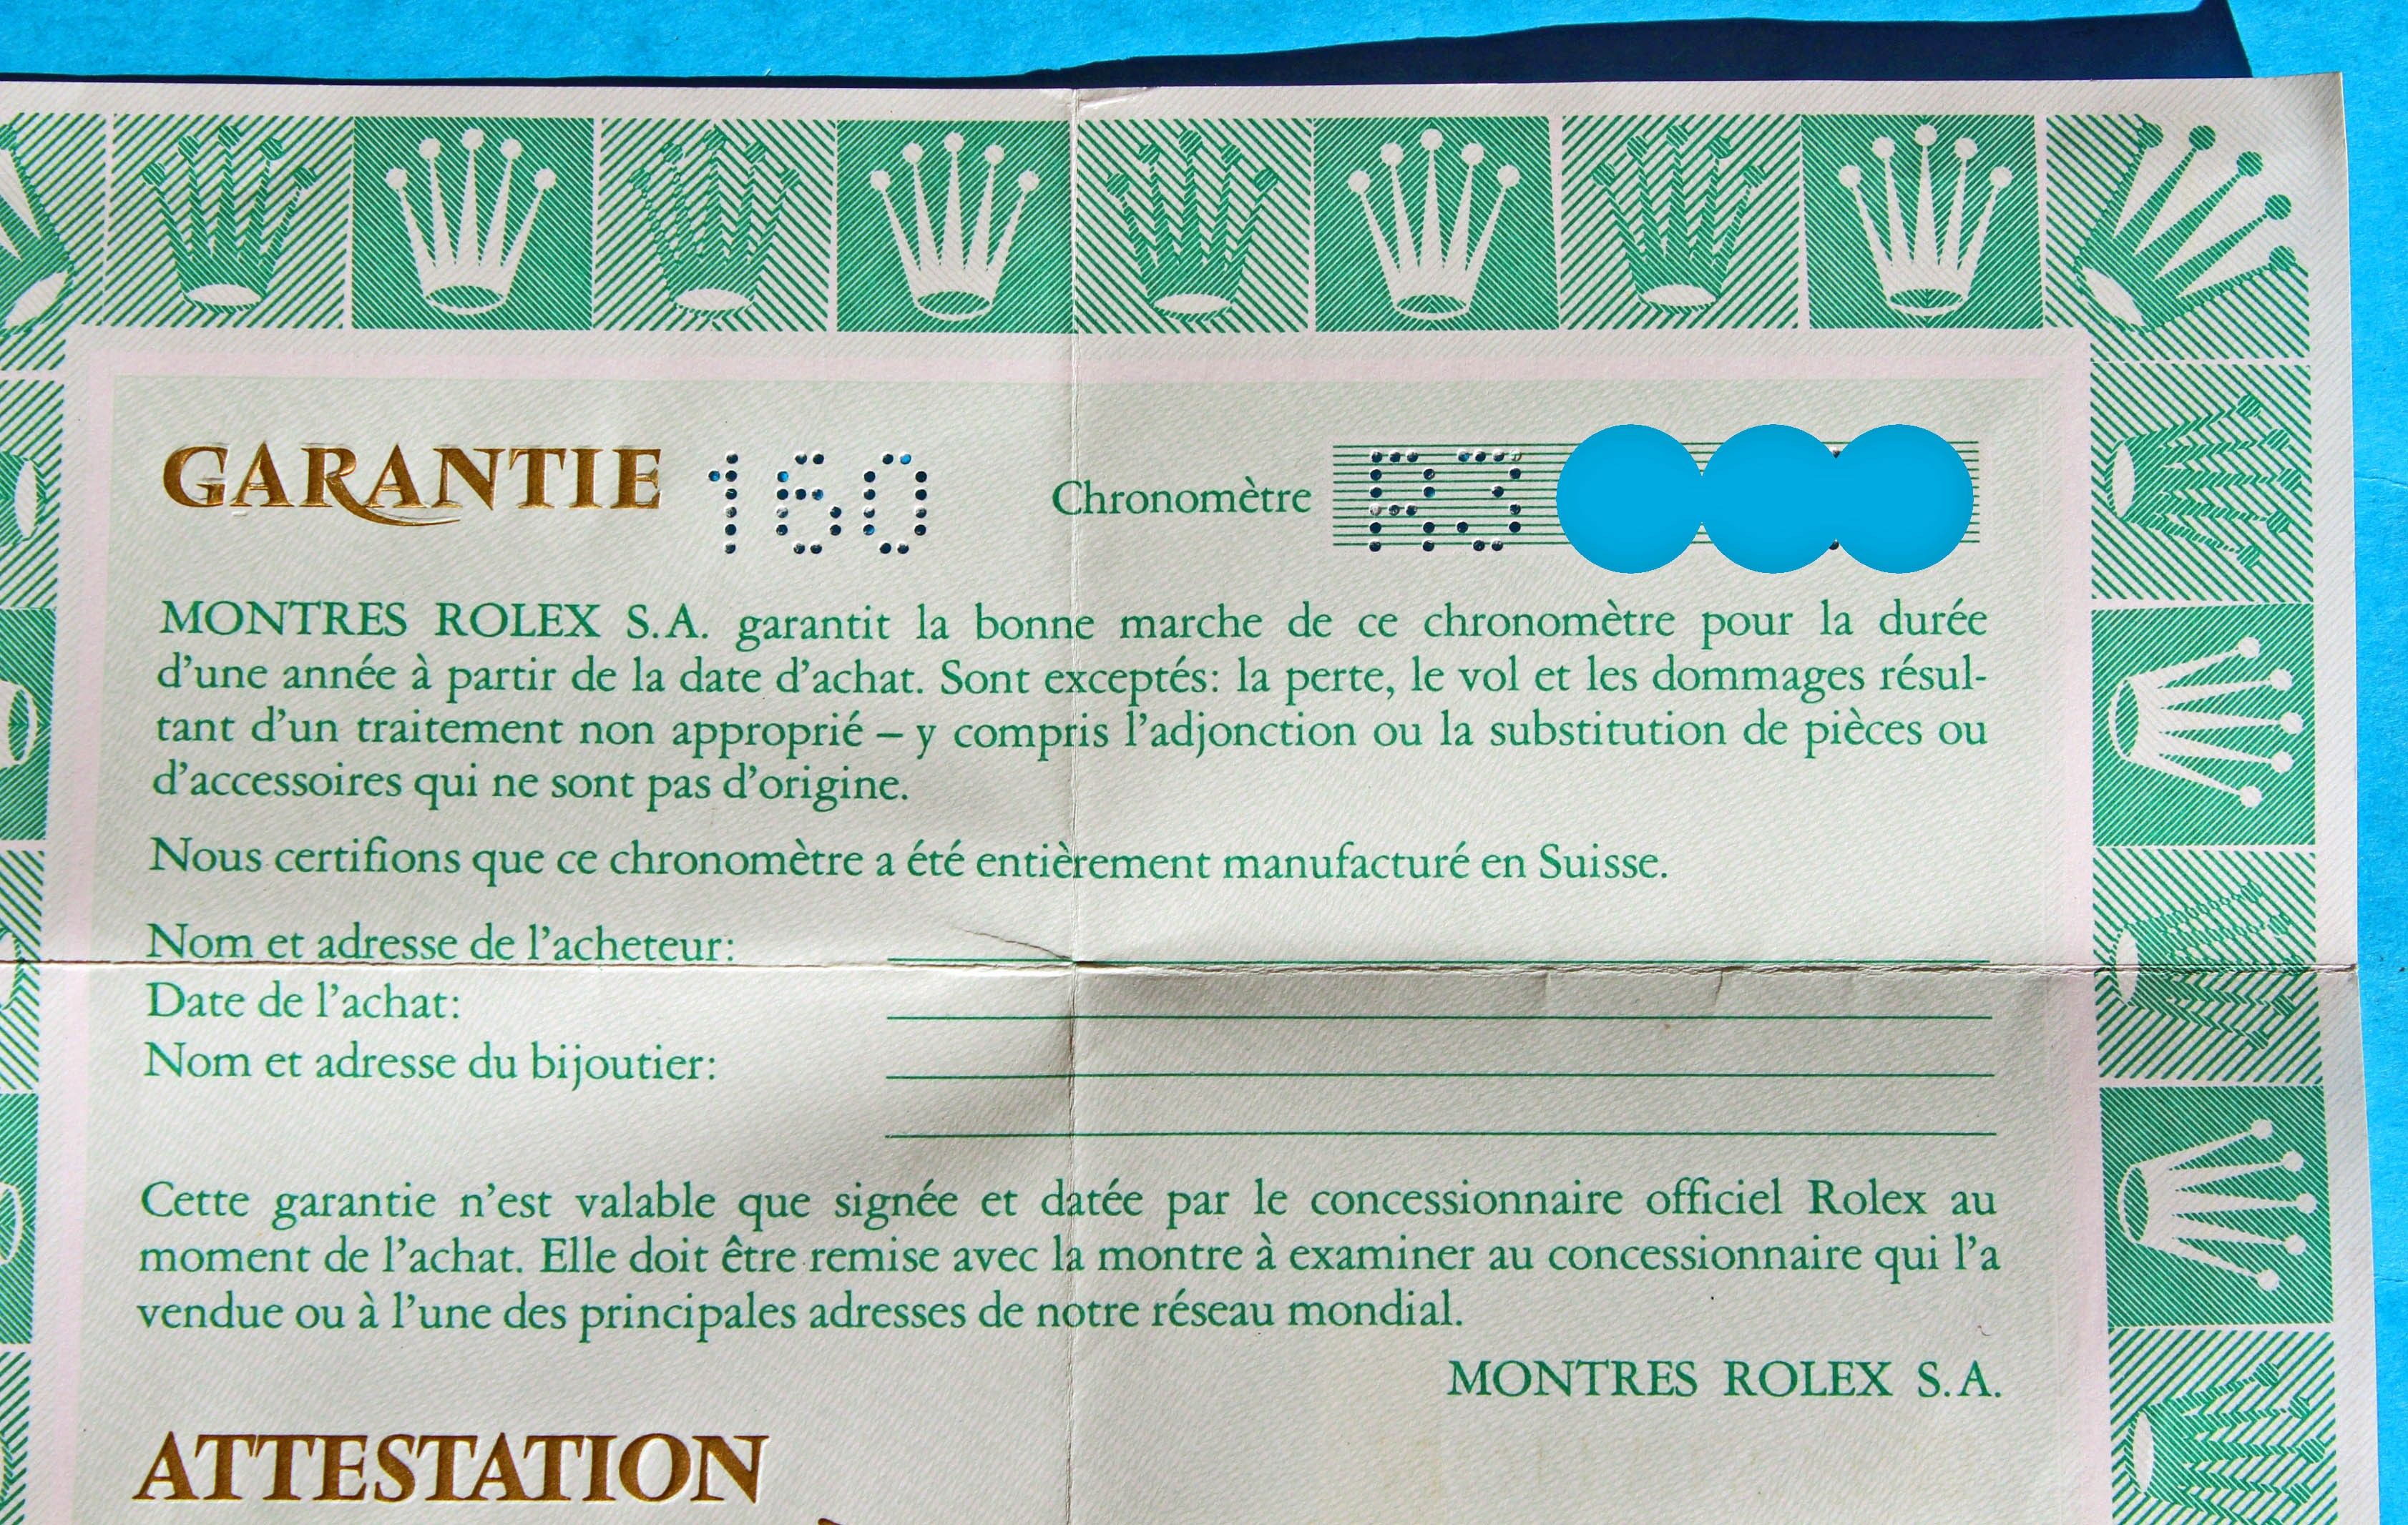 GARANTIE 160 Chronomètre R3
MONTRES ROLEX S.A. garantit la bonne marche de ce chronomètre pour la durée
d’une année à partir de la date d’achat. Sont exceptés: la perte, le vol et les dommages résul-
tant d’un traitement non approprié – y compris l’adjonction ou la substitution de pièces ou
d’accessoires qui ne sont pas d’origine.
Nous certifions que ce chronomètre a été entièrement manufacturé en Suisse.
Nom et adresse de l’acheteur:
Date de l’achat:
Nom et adresse du bijoutier:
Cette garantie n’est valable que signée et datée par le concessionnaire officiel Rolex au
moment de l’achat. Elle doit être remise avec la montre à examiner au concessionnaire qui l’a
vendue ou à l’une des principales adresses de notre réseau mondial.
MONTRES ROLEX S.A.
ATTESTATION